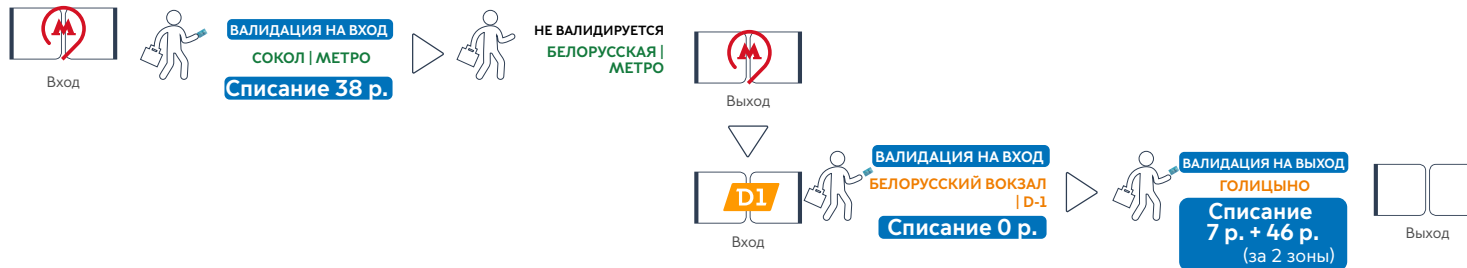 Вход
ВАЛИДАЦИЯ НА ВХОД
СОКОЛ | МЕТРО
Списание 38 р.
НЕ ВАЛИДИРУЕТСЯ
БЕЛОРУССКАЯ |
МЕТРО
Выход
D1
Вход
ВАЛИДАЦИЯ НА ВХОД
БЕЛОРУССКИЙ ВОКЗАЛ
| D-1
Списание 0 р.
ВАЛИДАЦИЯ НА ВЫХОД
ГОЛИЦЫНО
Списание
7 р. + 46 р.
(за 2 зоны)
Выход